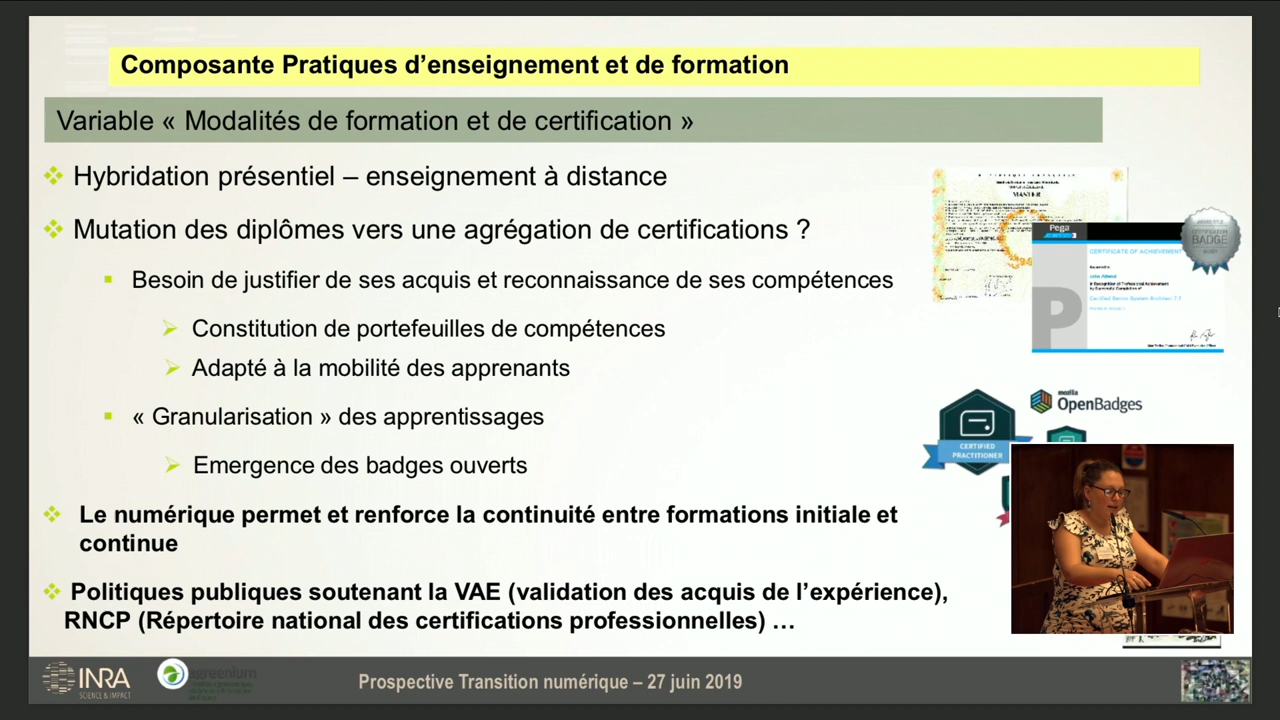 Composante Pratiques d'enseignement et de formation
Variable « Modalités de formation et de certification »
Hybridation présentiel – enseignement à distance
Mutation des diplômes vers une agrégation de certifications ?
Besoin de justifier de ses acquis et reconnaissance de ses compétences
Constitution de portefeuilles de compétences
Adapté à la mobilité des apprenants
« Granularisation » des apprentissages
Emergence des badges ouverts
Le numérique permet et renforce la continuité entre formations initiale et
continue
Politiques publiques soutenant la VAE (validation des acquis de l'expérience),
RNCP (Répertoire national des certifications professionnelles) …
MASTER
Pega
CERTIFICATE OF ACHIEVEMENT
P
CERTIFICATION
BADGE
mozilla
OpenBadges
CERTIFIED
PRACTITIONER
INRA
SCIENCE & IMPACT
agreenium
Prospective Transition numérique – 27 juin 2019